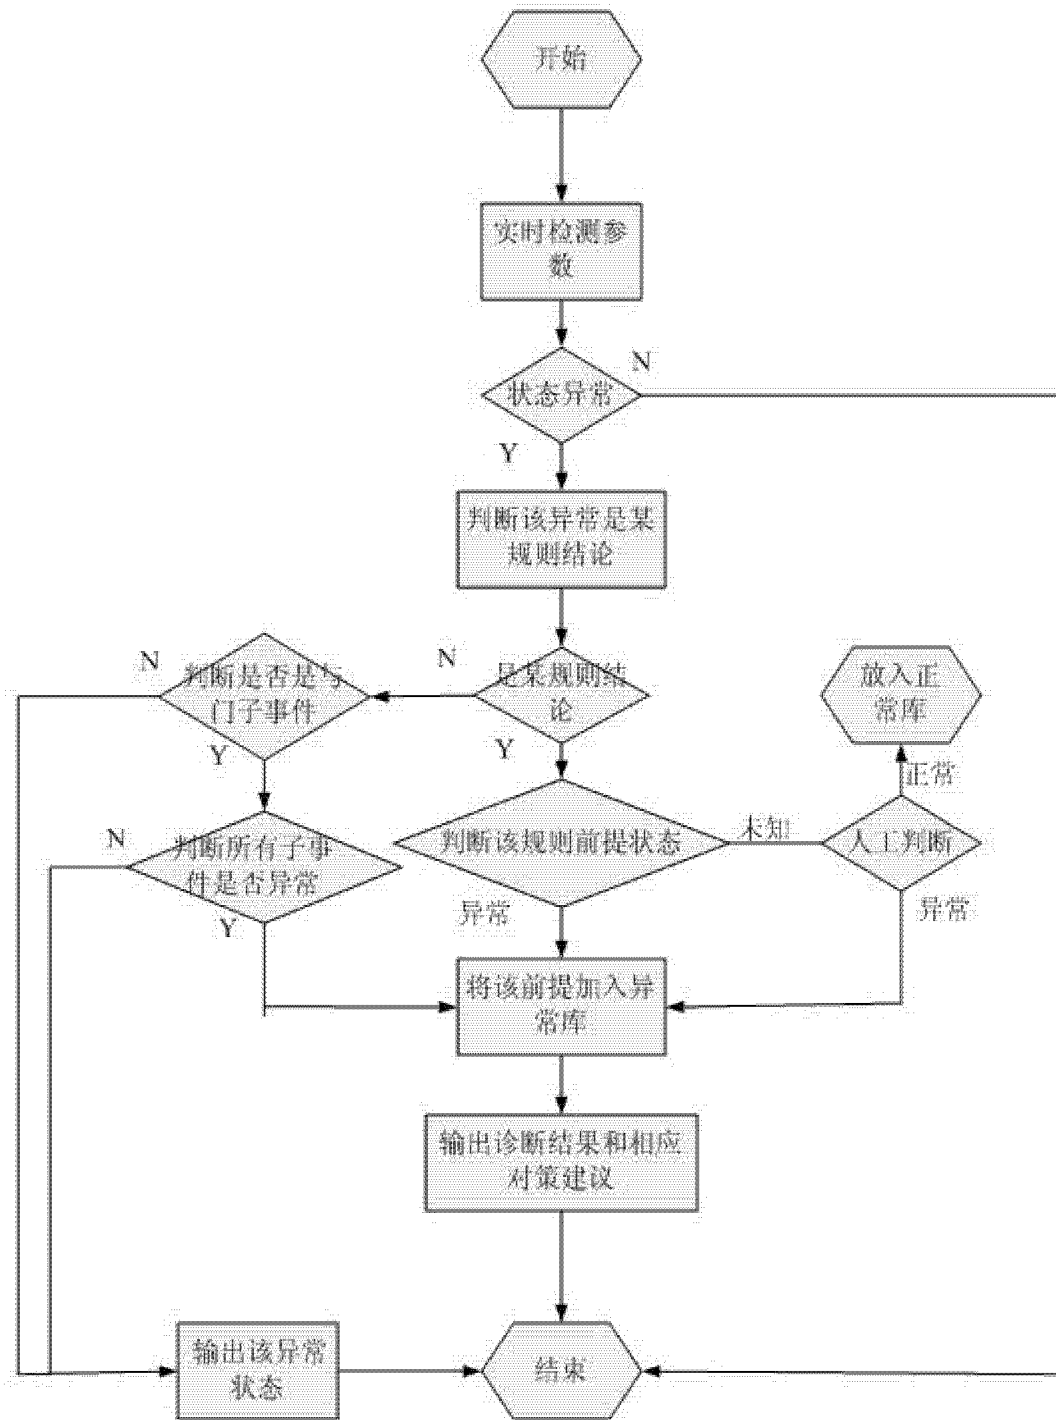 开始
实时检测参
数
N
状态异常
Y
判断该异常是某
规则结论
N
判断是否是与
门子事件
Y
N
是某规则结
论
Y
放入正
常库
正常
N
判断所有子事
件是否异常
Y
判断该规则前提状态
未知
人工判断
异常
异常
将该前提加入异
常库
输出诊断结果和相应
对策建议
输出该异常
状态
结束